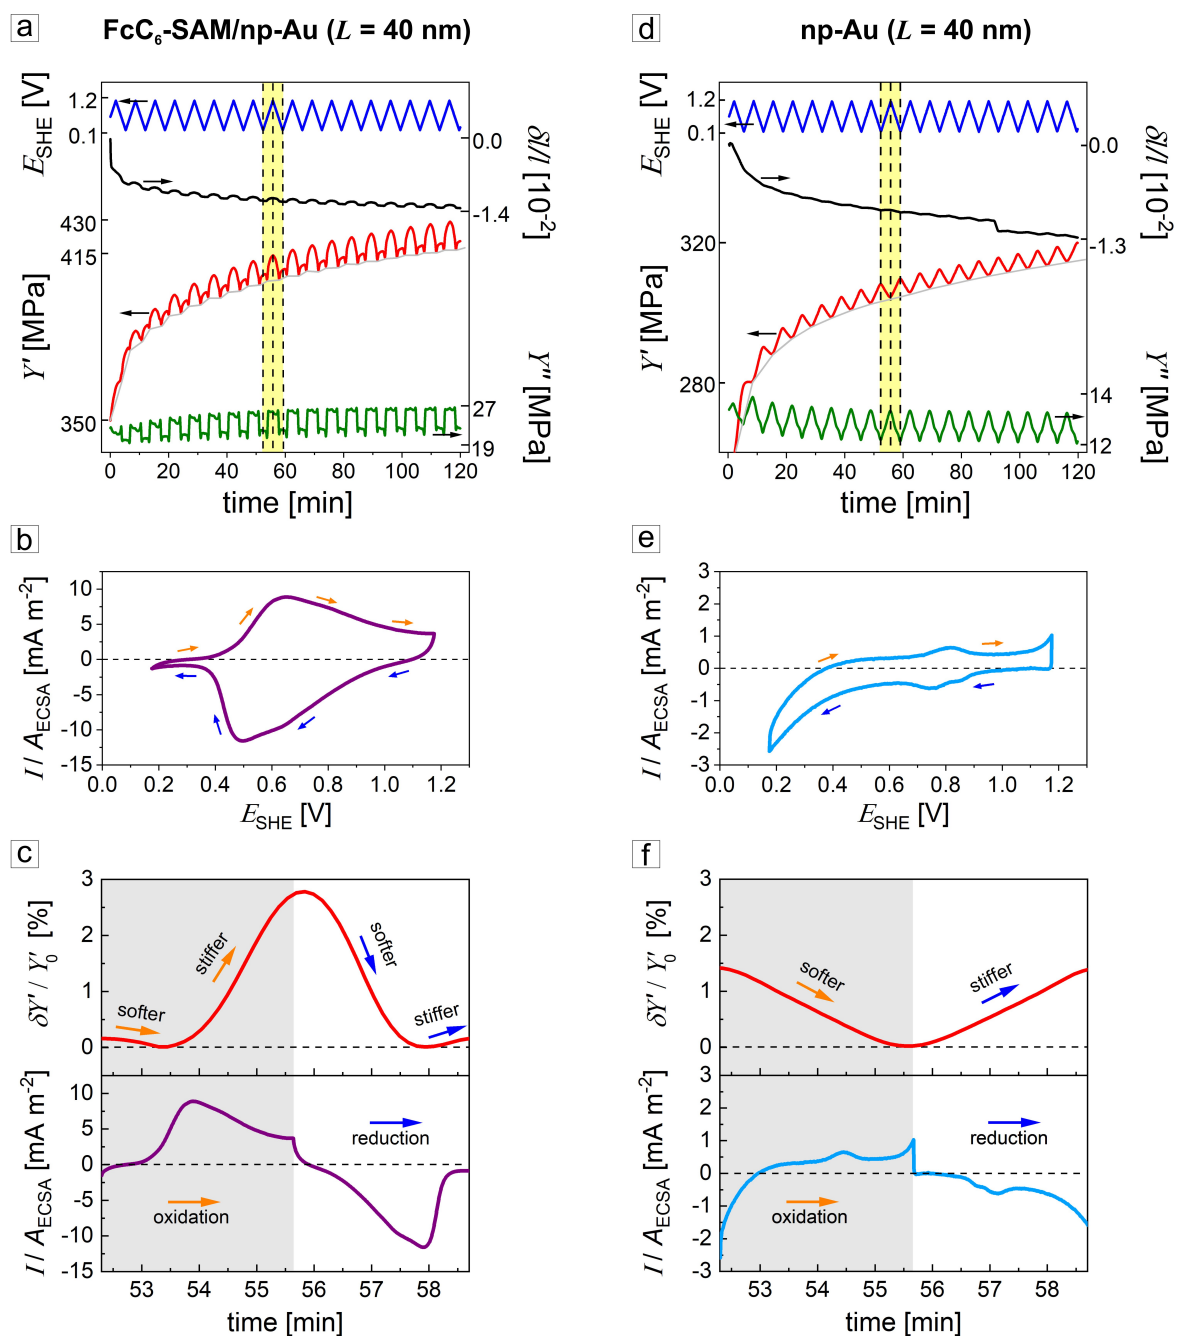 a
FcC₆-SAM/np-Au (L = 40 nm)
E_SHE [V]
1.2
0.1
0.0
-1.4
δl/l [10⁻²]
430
415
350
Y' [MPa]
27
19
Y'' [MPa]
0 20 40 60 80 100 120
time [min]
d
np-Au (L = 40 nm)
E_SHE [V]
1.2
0.1
0.0
-1.3
δl/l [10⁻²]
320
280
Y' [MPa]
14
12
Y'' [MPa]
0 20 40 60 80 100 120
time [min]
b
I / A_ECSA [mA m⁻²]
10
5
0
-5
-10
-15
0.0 0.2 0.4 0.6 0.8 1.0 1.2
E_SHE [V]
e
I / A_ECSA [mA m⁻²]
3
2
1
0
-1
-2
-3
0.0 0.2 0.4 0.6 0.8 1.0 1.2
E_SHE [V]
c
δY' / Y'₀ [%]
3
2
1
0
softer
stiffer
softer
stiffer
I / A_ECSA [mA m⁻²]
10
5
0
-5
-10
-15
reduction
oxidation
53 54 55 56 57 58
time [min]
f
δY' / Y'₀ [%]
3
2
1
0
softer
stiffer
I / A_ECSA [mA m⁻²]
3
2
1
0
-1
-2
-3
reduction
oxidation
53 54 55 56 57 58
time [min]